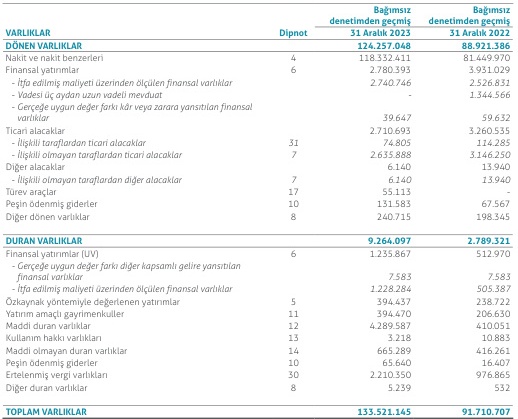 Bağımsız denetimden geçmiş Bağımsız denetimden geçmiş
VARLIKLAR Dipnot 31 Aralık 2023 31 Aralık 2022
DÖNEN VARLIKLAR 124.257.048 88.921.386
Nakit ve nakit benzerleri 4 118.332.411 81.449.970
Finansal yatırımlar 6 2.780.393 3.931.029
- İtfa edilmiş maliyeti üzerinden ölçülen finansal varlıklar 2.740.746 2.526.831
- Vadesi üç aydan uzun vadeli mevduat - 1.344.566
- Gerçeğe uygun değer farkı kâr veya zarara yansıtılan finansal
varlıklar 39.647 59.632
Ticari alacaklar 2.710.693 3.260.535
- İlişkili taraflardan ticari alacaklar 31 74.805 114.285
- İlişkili olmayan taraflardan ticari alacaklar 7 2.635.888 3.146.250
Diğer alacaklar 6.140 13.940
- İlişkili olmayan taraflardan diğer alacaklar 7 6.140 13.940
Türev araçlar 17 55.113 -
Peşin ödenmiş giderler 10 131.583 67.567
Diğer dönen varlıklar 8 240.715 198.345
DURAN VARLIKLAR 9.264.097 2.789.321
Finansal yatırımlar (UV) 6 1.235.867 512.970
- Gerçeğe uygun değer farkı diğer kapsamlı gelire yansıtılan
finansal varlıklar 7.583 7.583
- İtfa edilmiş maliyeti üzerinden ölçülen finansal varlıklar 1.228.284 505.387
Özkaynak yöntemiyle değerlenen yatırımlar 5 394.437 238.722
Yatırım amaçlı gayrimenkuller 11 394.470 206.630
Maddi duran varlıklar 12 4.289.587 410.051
Kullanım hakkı varlıkları 13 3.218 10.883
Maddi olmayan duran varlıklar 14 665.289 416.261
Peşin ödenmiş giderler 10 65.640 16.407
Ertelenmiş vergi varlıkları 30 2.210.350 976.865
Diğer duran varlıklar 8 5.239 532
TOPLAM VARLIKLAR 133.521.145 91.710.707